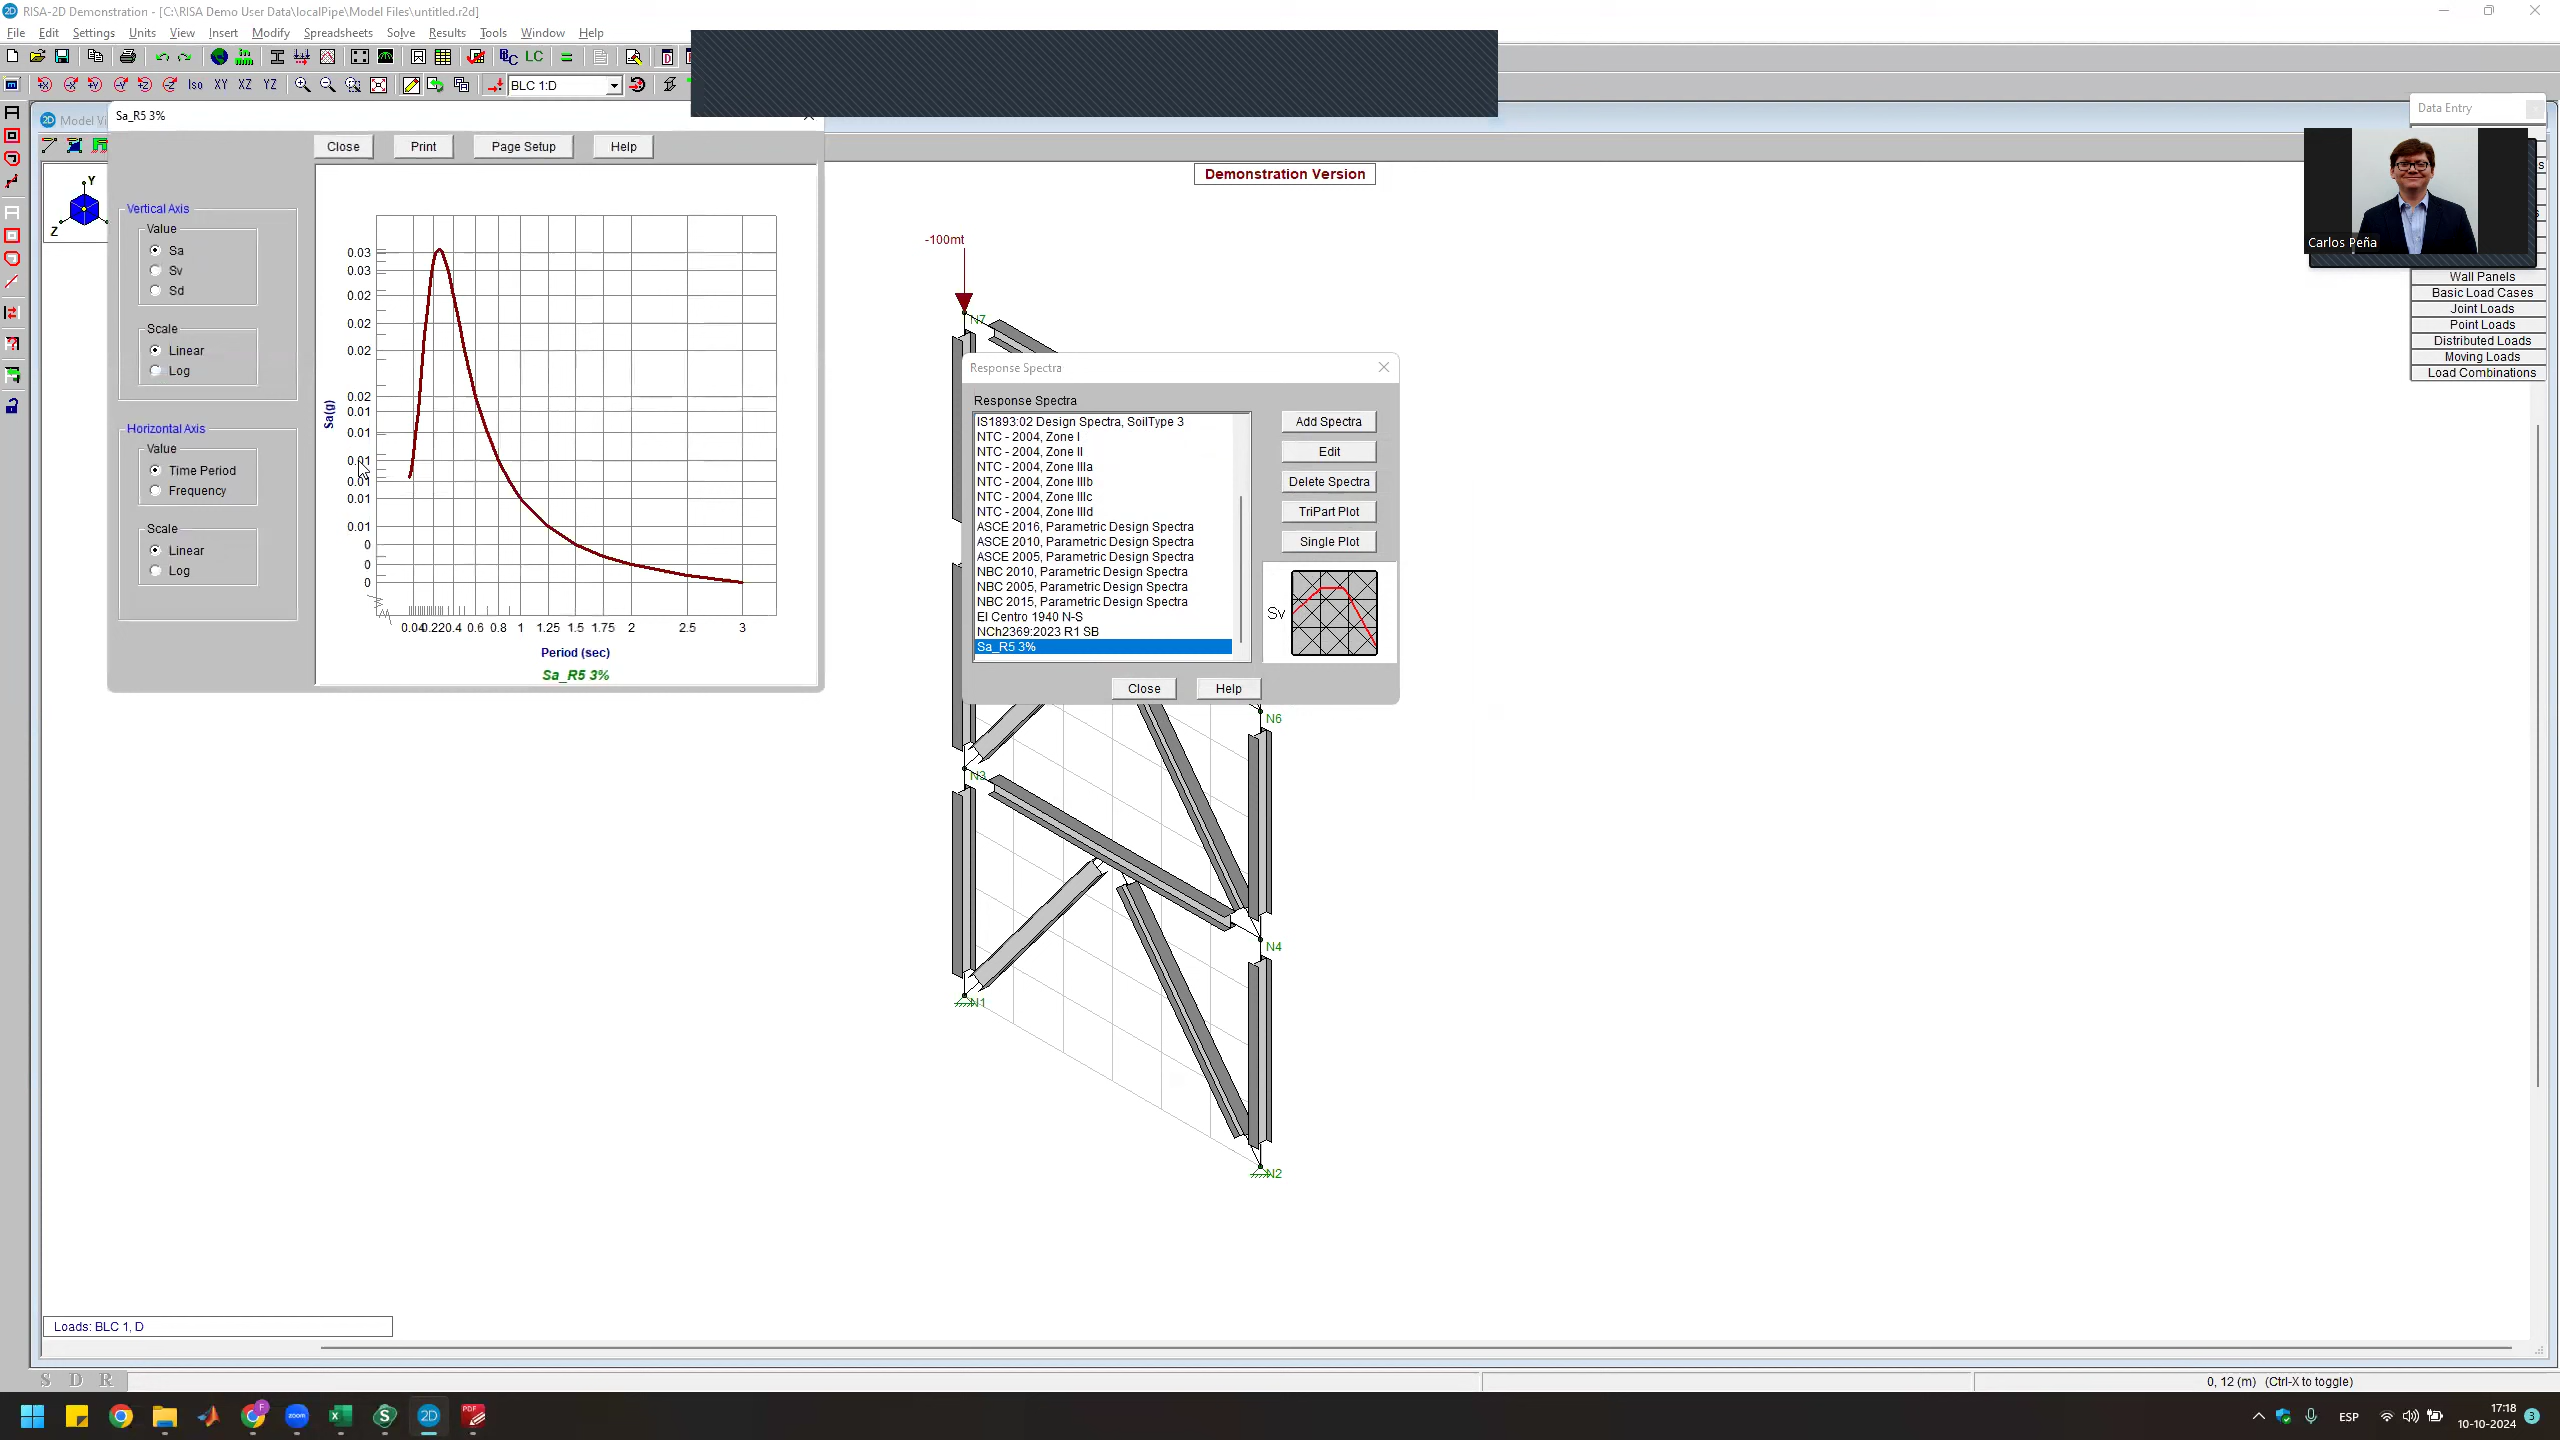 RISA-2D Demonstration - [C:\RISA Demo User Data\localPipe\Model Files\untitled.r2d]
File Edit Settings Units View Insert Modify Spreadsheets Solve Results Tools Window Help
LC
Iso XY XZ YZ
BLC 1:D
Sa_R5 3%
Close Print Page Setup Help
Vertical Axis
Value
Sa
Sv
Sd
Scale
Linear
Log
Horizontal Axis
Value
Time Period
Frequency
Scale
Linear
Log
Y
Z
Sa(g)
0.03
0.03
0.02
0.02
0.02
0.02
0.01
0.01
0.01
0.01
0.01
0.01
0
0
0
0.04 0.22 0.4 0.6 0.8 1 1.25 1.5 1.75 2 2.5 3
Period (sec)
Sa_R5 3%
Demonstration Version
-100mt
N7
Response Spectra
Response Spectra
IS1893:02 Design Spectra, SoilType 3
NTC - 2004, Zone I
NTC - 2004, Zone II
NTC - 2004, Zone IIIa
NTC - 2004, Zone IIIb
NTC - 2004, Zone IIIc
NTC - 2004, Zone IIId
ASCE 2016, Parametric Design Spectra
ASCE 2010, Parametric Design Spectra
ASCE 2005, Parametric Design Spectra
NBC 2010, Parametric Design Spectra
NBC 2005, Parametric Design Spectra
NBC 2015, Parametric Design Spectra
El Centro 1940 N-S
NCh2369:2023 R1 SB
Sa_R5 3%
Add Spectra
Edit
Delete Spectra
TriPart Plot
Single Plot
Sv
Close Help
N6
N3
N4
N1
N2
Data Entry
Carlos Peña
Wall Panels
Basic Load Cases
Joint Loads
Point Loads
Distributed Loads
Moving Loads
Load Combinations
Loads: BLC 1, D
S D R
0, 12 (m) (Ctrl-X to toggle)
zoom
2D
PDF
ESP
17:18
10-10-2024
3